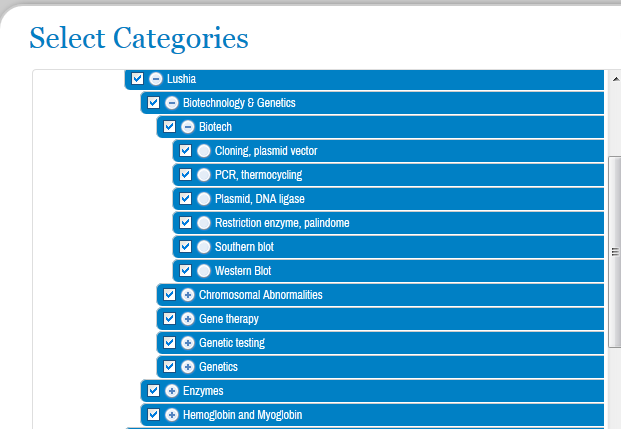 Select Categories
Lushia
Biotechnology & Genetics
Biotech
Cloning, plasmid vector
PCR, thermocycling
Plasmid, DNA ligase
Restriction enzyme, palindome
Southern blot
Western Blot
Chromosomal Abnormalities
Gene therapy
Genetic testing
Genetics
Enzymes
Hemoglobin and Myoglobin